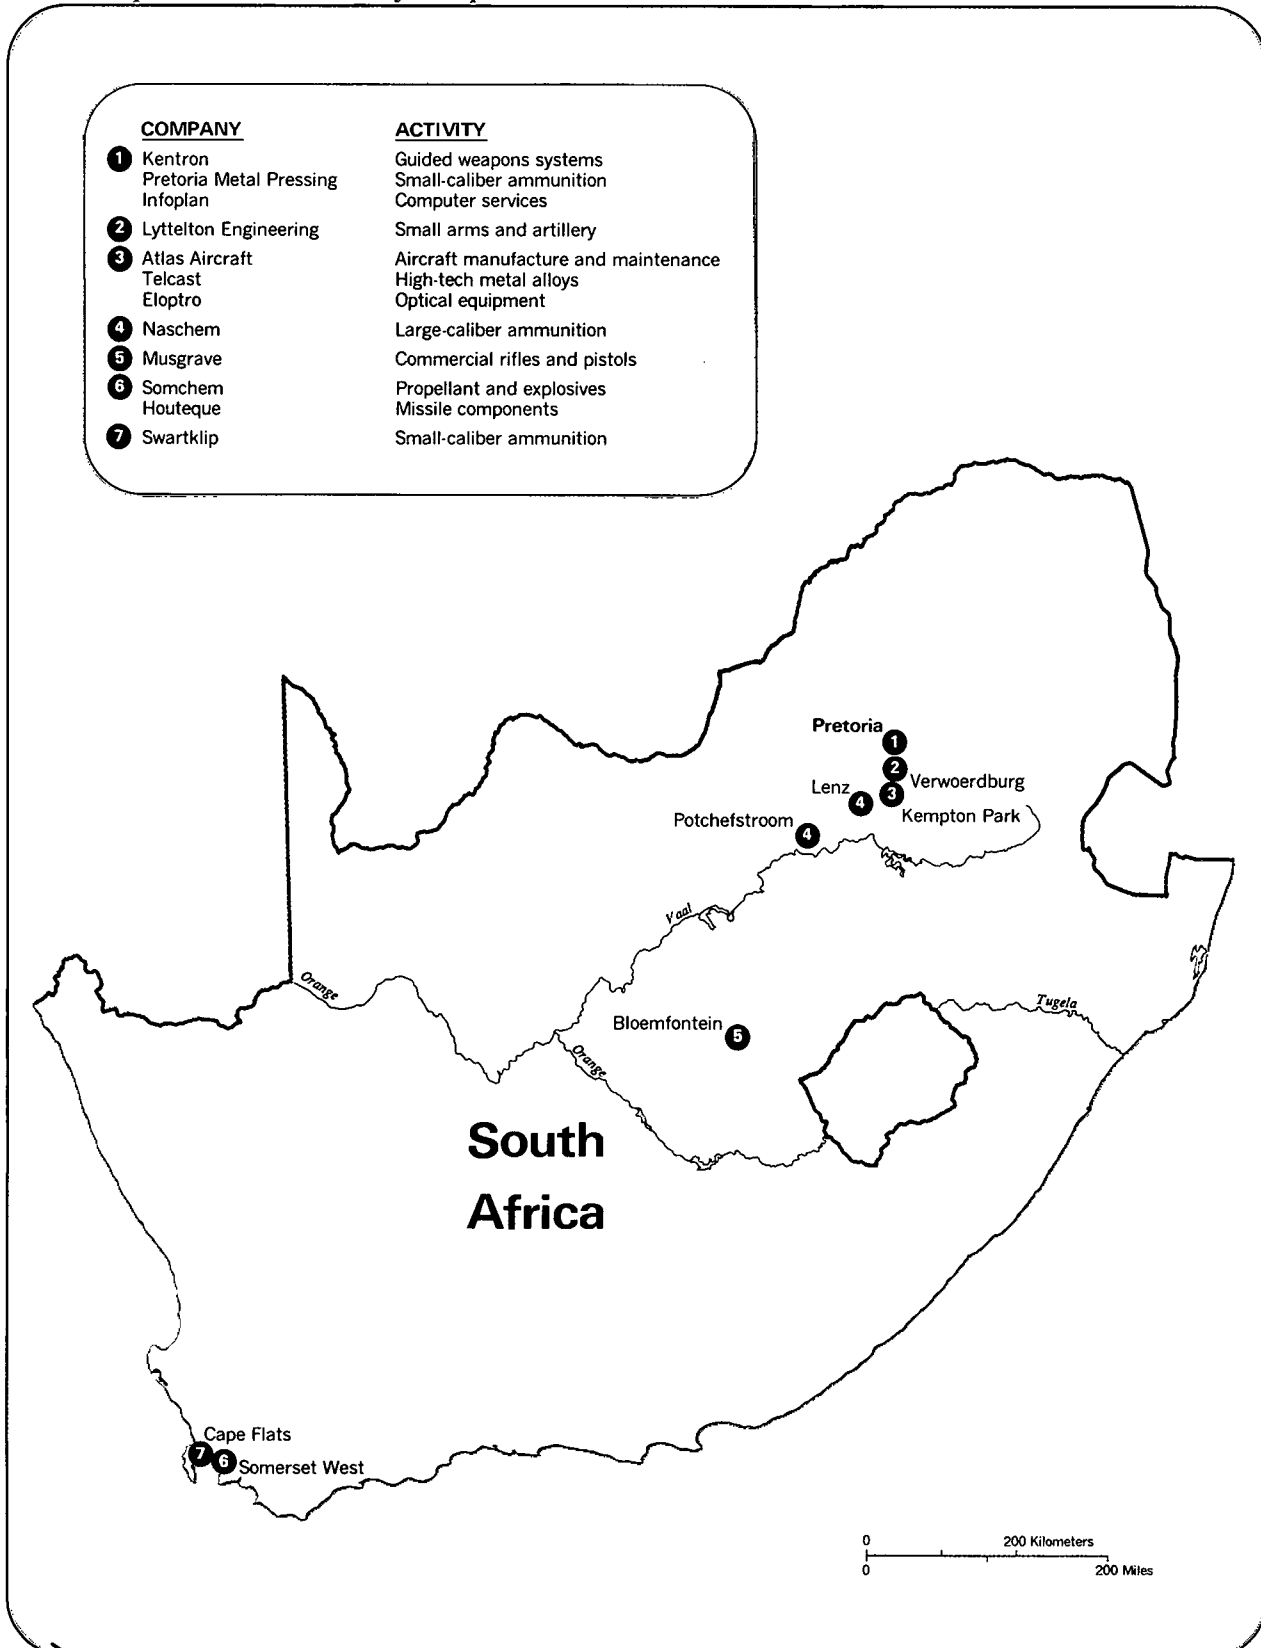 COMPANY ACTIVITY
1 Kentron Guided weapons systems
Pretoria Metal Pressing Small-caliber ammunition
Infoplan Computer services
2 Lyttelton Engineering Small arms and artillery
3 Atlas Aircraft Aircraft manufacture and maintenance
Telcast High-tech metal alloys
Eloptro Optical equipment
4 Naschem Large-caliber ammunition
5 Musgrave Commercial rifles and pistols
6 Somchem Propellant and explosives
Houteque Missile components
7 Swartklip Small-caliber ammunition
Pretoria
1
2
Verwoerdburg
Lenz
4
3
Kempton Park
Potchefstroom
4
Vaal
Orange
Tugela
Bloemfontein
5
Orange
South
Africa
Cape Flats
7
6
Somerset West
0 200 Kilometers
0 200 Miles